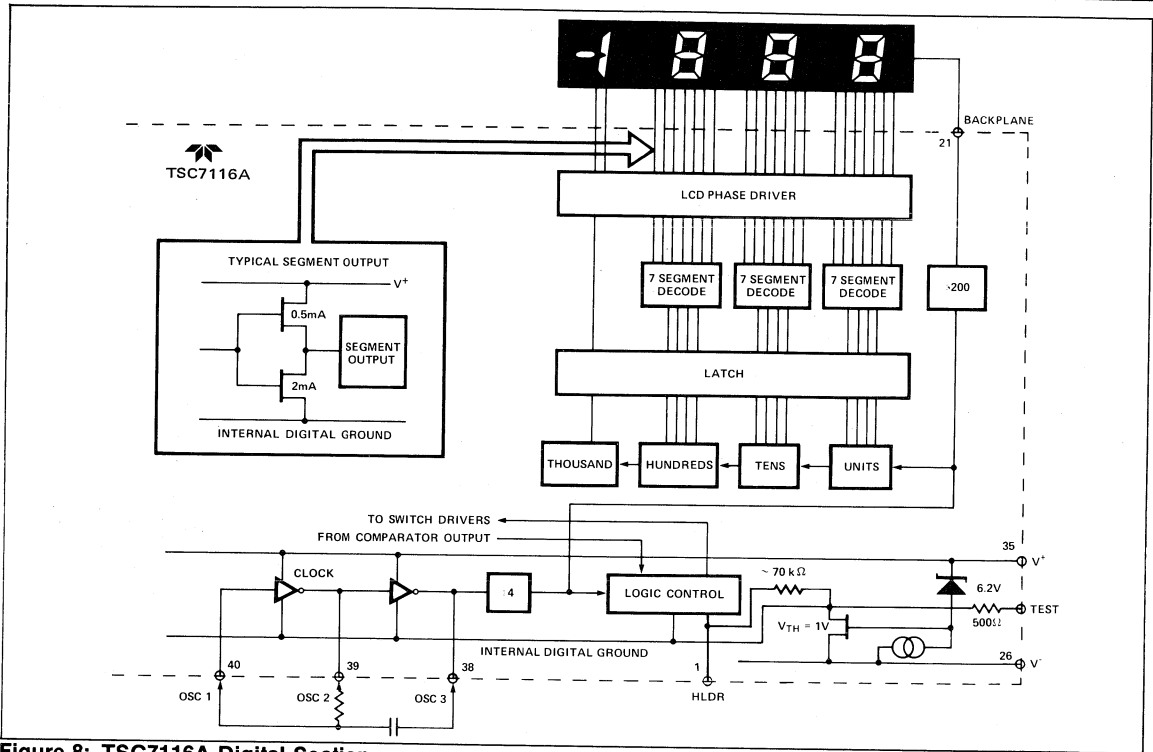 -1 8 8 8
BACKPLANE
21
TSC7116A
LCD PHASE DRIVER
TYPICAL SEGMENT OUTPUT
V+
0.5mA
SEGMENT
OUTPUT
2mA
INTERNAL DIGITAL GROUND
7 SEGMENT
DECODE
7 SEGMENT
DECODE
7 SEGMENT
DECODE
200
LATCH
THOUSAND
HUNDREDS
TENS
UNITS
TO SWITCH DRIVERS
FROM COMPARATOR OUTPUT
35
V+
CLOCK
4
LOGIC CONTROL
~ 70 kΩ
6.2V
TEST
500Ω
VTH = 1V
INTERNAL DIGITAL GROUND
26
V-
40
39
38
1
OSC 1
OSC 2
OSC 3
HLDR
Figure 8: TSC7116A Digital Section